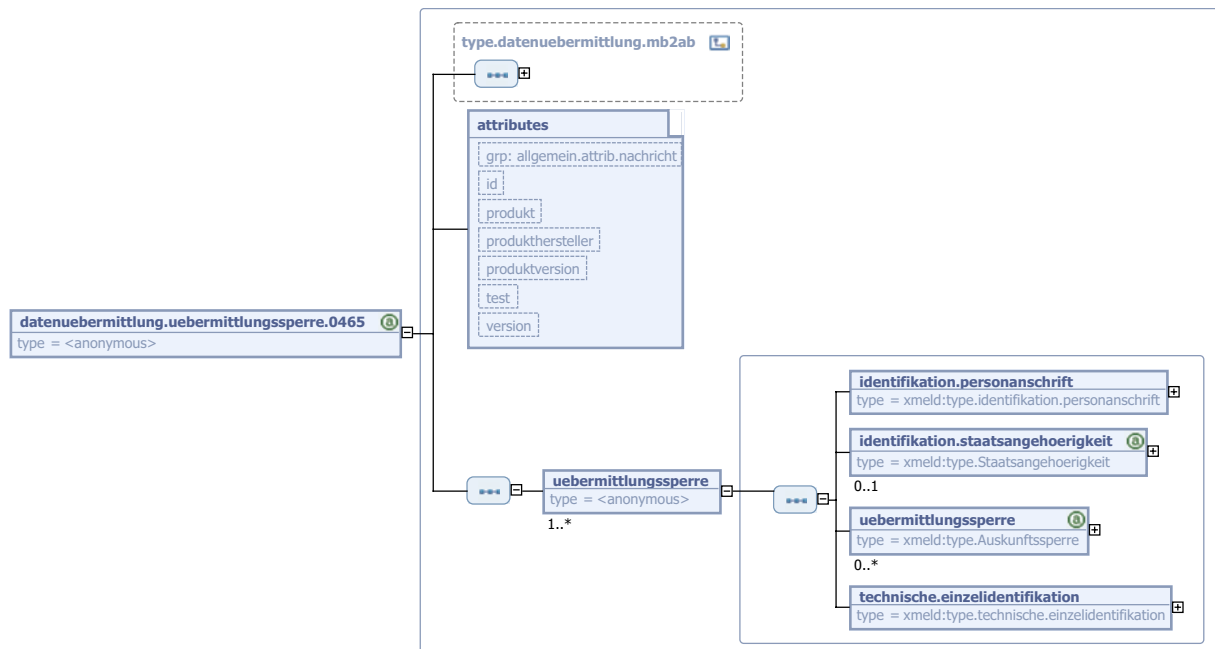 type.datenuebermittlung.mb2ab
attributes
grp: allgemein.attrib.nachricht
id
produkt
produkthersteller
produktversion
test
version
datenuebermittlung.uebermittlungssperre.0465
type = <anonymous>
identifikation.personanschrift
type = xmeld:type.identifikation.personanschrift
identifikation.staatsangehoerigkeit
type = xmeld:type.Staatsangehoerigkeit
0..1
uebermittlungssperre
type = <anonymous>
1..*
uebermittlungssperre
type = xmeld:type.Auskunftssperre
0..*
technische.einzelidentifikation
type = xmeld:type.technische.einzelidentifikation